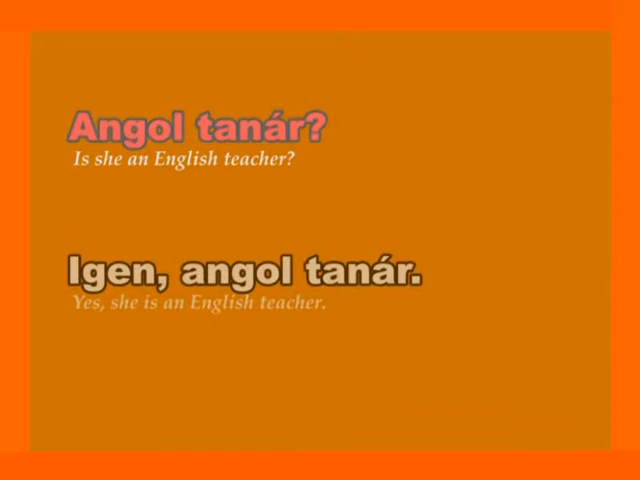 Angol tanár?
Is she an English teacher?
Igen, angol tanár.
Yes, she is an English teacher.